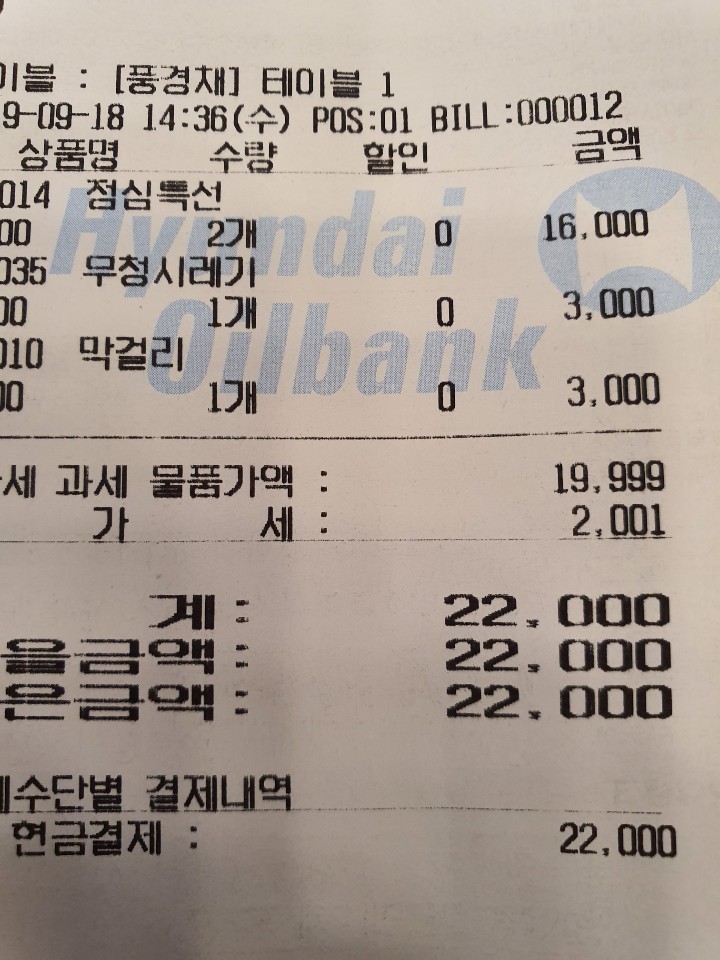 이블 : [풍경채] 테이블 1
9-09-18 14:36(수) POS:01 BILL:000012
상품명 수량 할인 금액
014 점심특선
00 2개 0 16,000
035 무청시레기
00 1개 0 3,000
010 막걸리
00 1개 0 3,000
Hyundai
Oilbank
세 과세 물품가액 : 19,999
가 세 : 2,001
계 : 22,000
을금액 : 22,000
은금액 : 22,000
수단별 결제내역
현금결제 : 22,000